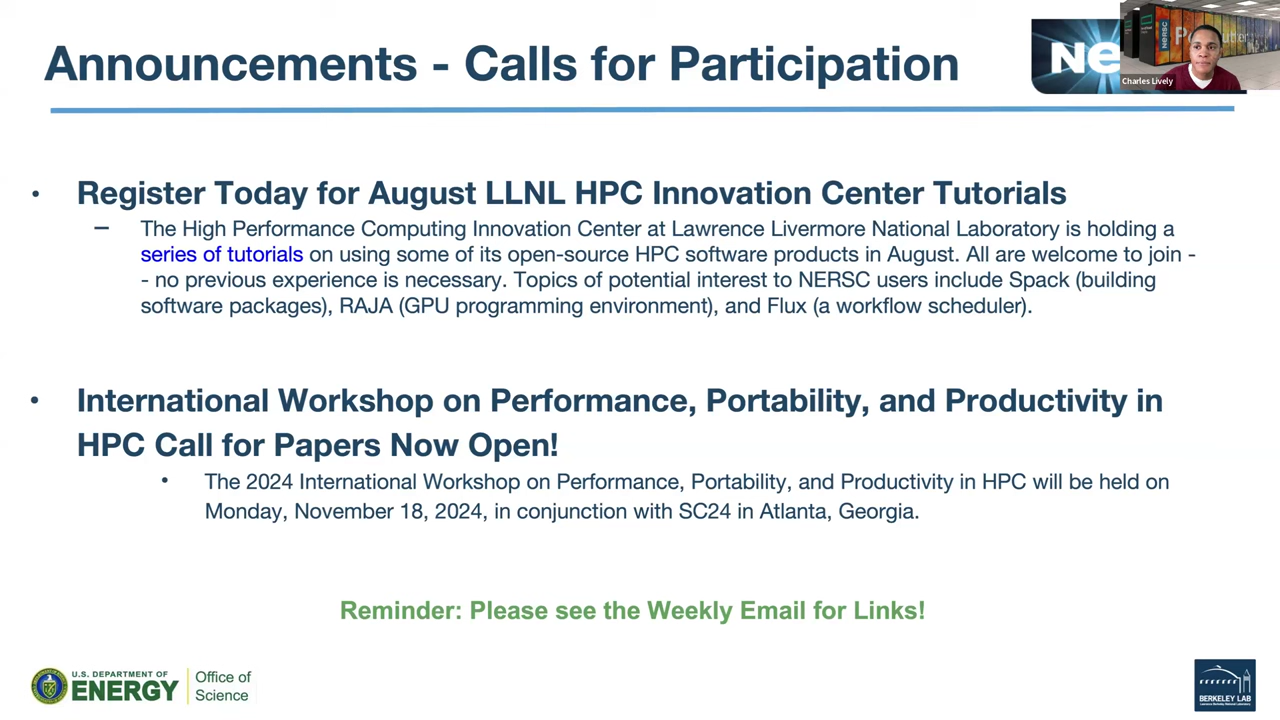 Announcements - Calls for Participation
Ne
NERSC
Charles Lively
• Register Today for August LLNL HPC Innovation Center Tutorials
– The High Performance Computing Innovation Center at Lawrence Livermore National Laboratory is holding a
series of tutorials on using some of its open-source HPC software products in August. All are welcome to join -
- no previous experience is necessary. Topics of potential interest to NERSC users include Spack (building
software packages), RAJA (GPU programming environment), and Flux (a workflow scheduler).
• International Workshop on Performance, Portability, and Productivity in
HPC Call for Papers Now Open!
• The 2024 International Workshop on Performance, Portability, and Productivity in HPC will be held on
Monday, November 18, 2024, in conjunction with SC24 in Atlanta, Georgia.
Reminder: Please see the Weekly Email for Links!
U.S. DEPARTMENT OF
ENERGY
Office of
Science
BERKELEY LAB
Lawrence Berkeley National Laboratory